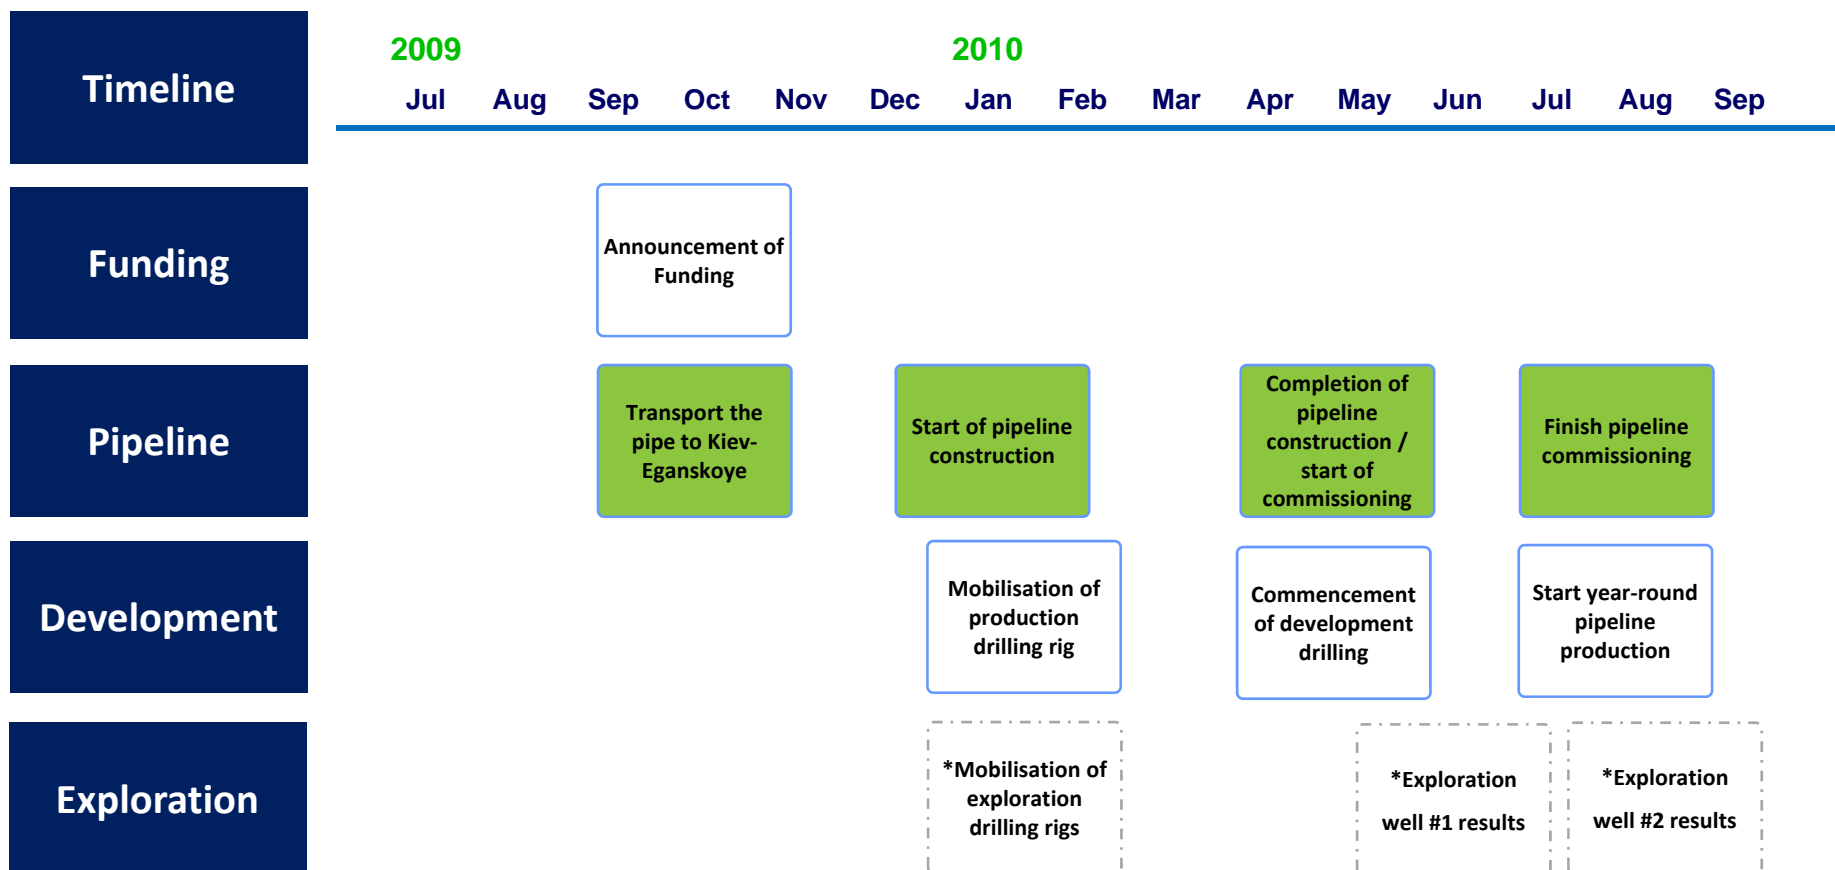 Timeline
2009 2010
Jul Aug Sep Oct Nov Dec Jan Feb Mar Apr May Jun Jul Aug Sep
Funding
Announcement of
Funding
Pipeline
Transport the
pipe to Kiev-
Eganskoye
Start of pipeline
construction
Completion of
pipeline
construction /
start of
commissioning
Finish pipeline
commissioning
Development
Mobilisation of
production
drilling rig
Commencement
of development
drilling
Start year-round
pipeline
production
Exploration
*Mobilisation of
exploration
drilling rigs
*Exploration
well #1 results
*Exploration
well #2 results